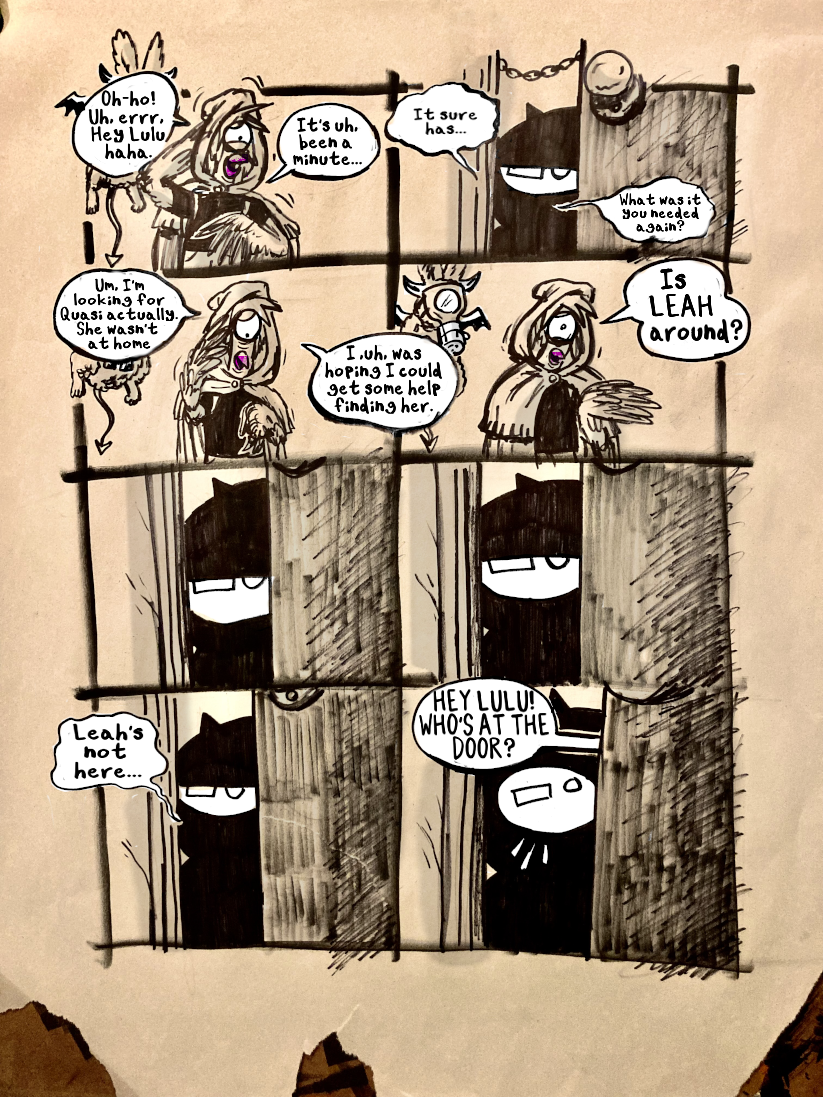 Oh-ho!
Uh, errr,
Hey Lulu,
haha.
It's uh,
been a
minute...
It sure
has...
What was it
you needed
again?
Um, I'm
looking for
Quasi actually.
She wasn't
at home
I ,uh, was
hoping I could
get some help
finding her.
Is
LEAH
around?
Leah's
not
here...
HEY LULU!
WHO'S AT THE
DOOR?